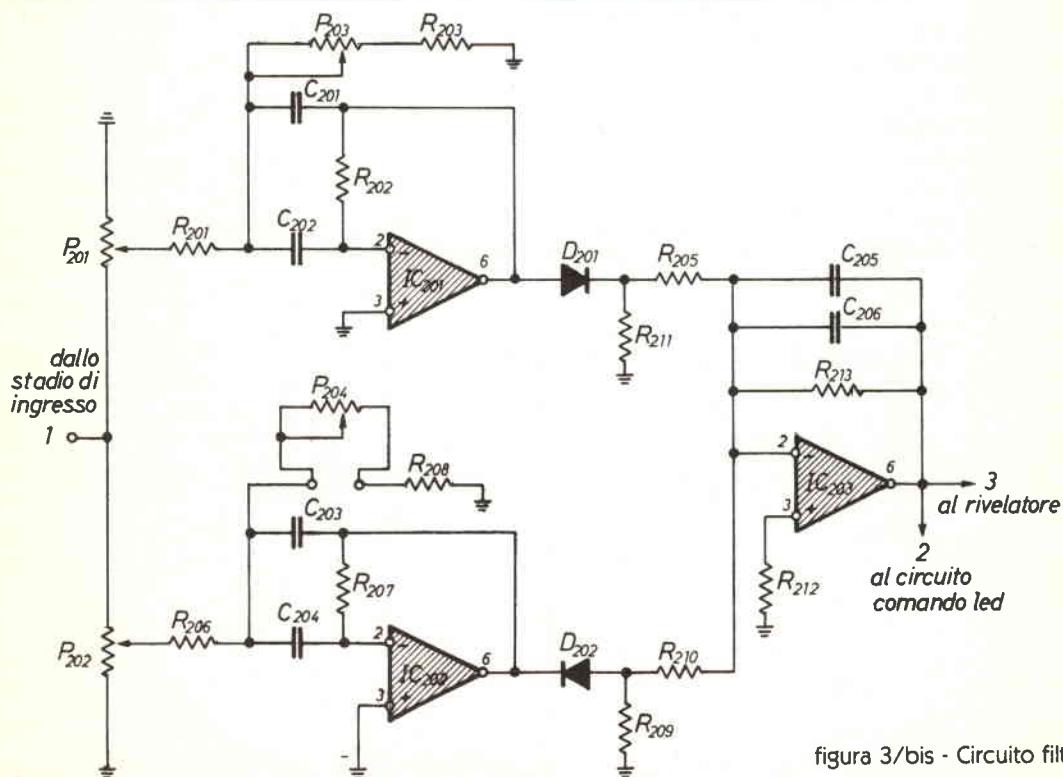 P203
R203
C201
R202
P201
R201
C202
2
-
IC201
6
3
+
D201
R205
C205
C206
R211
R213
dallo
stadio di
ingresso
1
P204
R208
2
-
IC203
6
3
+
3
al rivelatore
C203
R207
R212
2
al circuito
comando led
P202
R206
C204
2
-
IC202
6
3
+
D202
R210
R209
figura 3/bis - Circuito filt